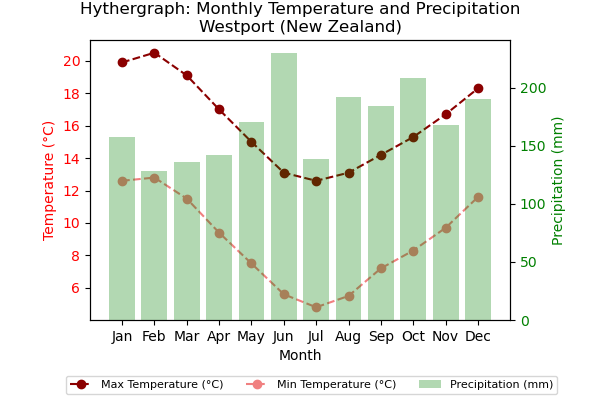 Hythergraph: Monthly Temperature and Precipitation
Westport (New Zealand)
Temperature (°C)
20
18
16
14
12
10
8
6
200
150
100
50
0
Precipitation (mm)
Jan Feb Mar Apr May Jun Jul Aug Sep Oct Nov Dec
Month
Max Temperature (°C) Min Temperature (°C) Precipitation (mm)